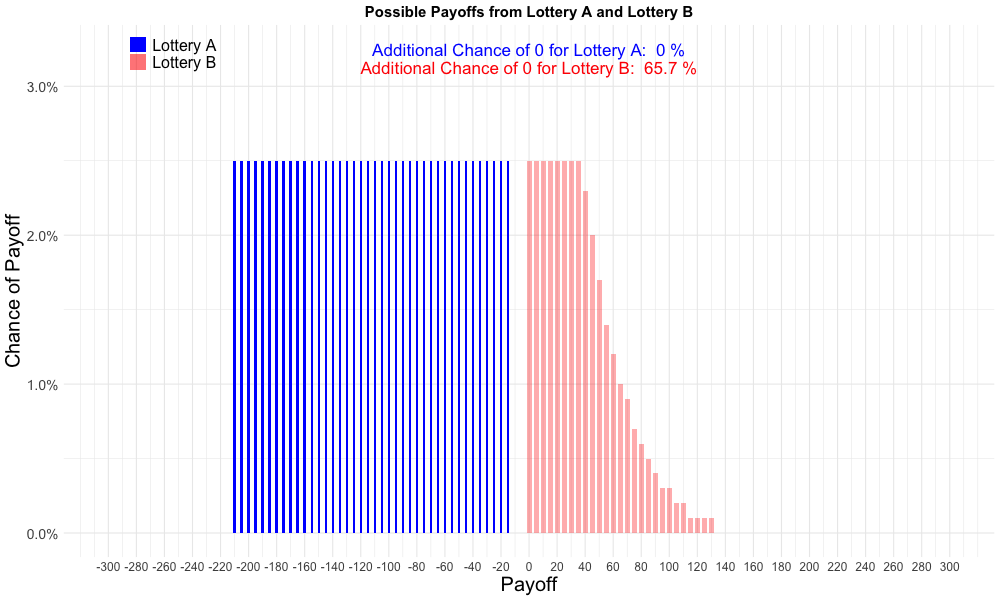 Possible Payoffs from Lottery A and Lottery B
Lottery A
Lottery B
Additional Chance of 0 for Lottery A:  0 %
Additional Chance of 0 for Lottery B:  65.7 %
Chance of Payoff
3.0%
2.0%
1.0%
0.0%
-300 -280 -260 -240 -220 -200 -180 -160 -140 -120 -100 -80 -60 -40 -20 0 20 40 60 80 100 120 140 160 180 200 220 240 260 280 300
Payoff